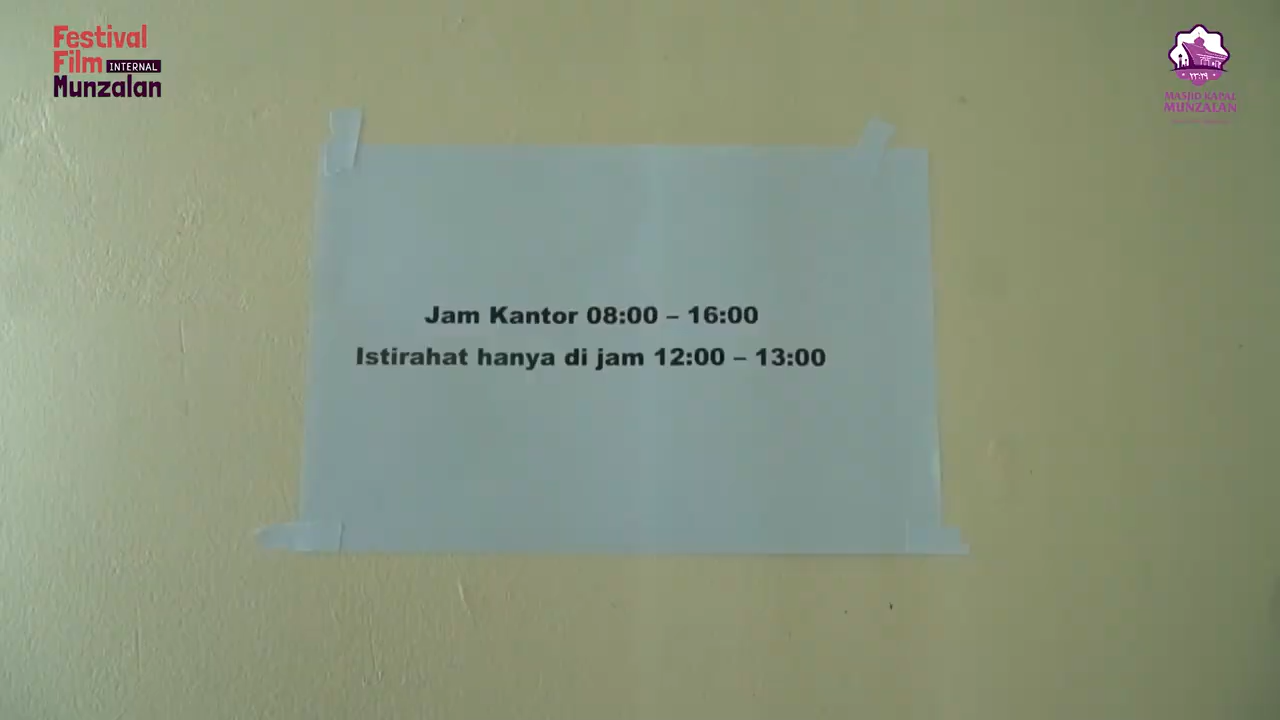 Festival
Film INTERNAL
Munzalan
MASJID KAPAL
MUNZALAN
Jam Kantor 08:00 – 16:00
Istirahat hanya di jam 12:00 – 13:00